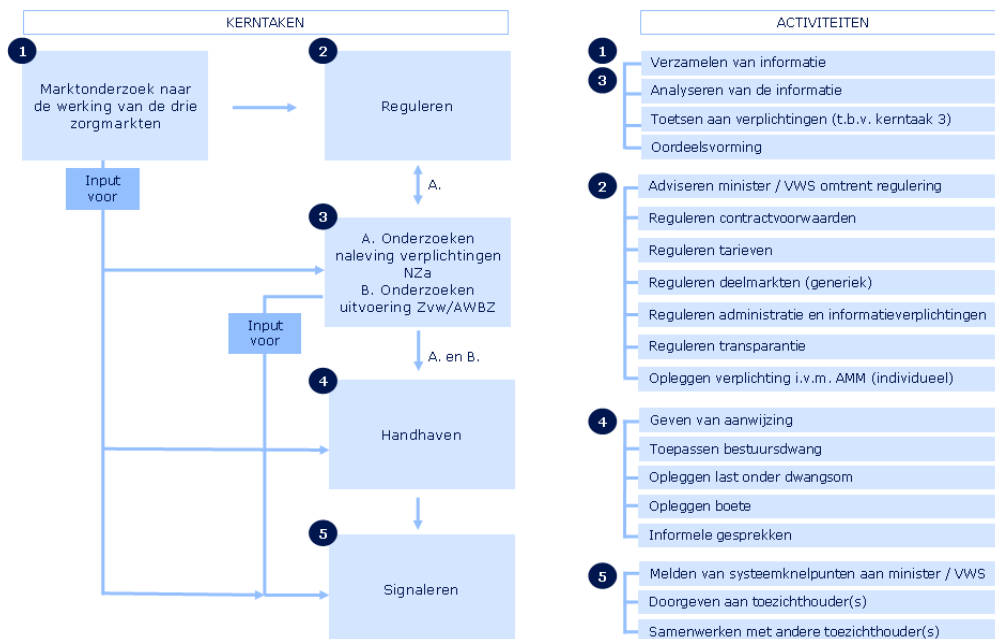 KERNTAKEN
1
Marktonderzoek naar
de werking van de drie
zorgmarkten
2
Reguleren
Input
voor
A.
3
A. Onderzoeken
naleving verplichtingen
NZa
B. Onderzoeken
uitvoering Zvw/AWBZ
Input
voor
A. en B.
4
Handhaven
5
Signaleren
ACTIVITEITEN
1
3
Verzamelen van informatie
Analyseren van de informatie
Toetsen aan verplichtingen (t.b.v. kerntaak 3)
Oordeelsvorming
2
Adviseren minister / VWS omtrent regulering
Reguleren contractvoorwaarden
Reguleren tarieven
Reguleren deelmarkten (generiek)
Reguleren administratie en informatieverplichtingen
Reguleren transparantie
Opleggen verplichting i.v.m. AMM (individueel)
4
Geven van aanwijzing
Toepassen bestuursdwang
Opleggen last onder dwangsom
Opleggen boete
Informele gesprekken
5
Melden van systeemknelpunten aan minister / VWS
Doorgeven aan toezichthouder(s)
Samenwerken met andere toezichthouder(s)